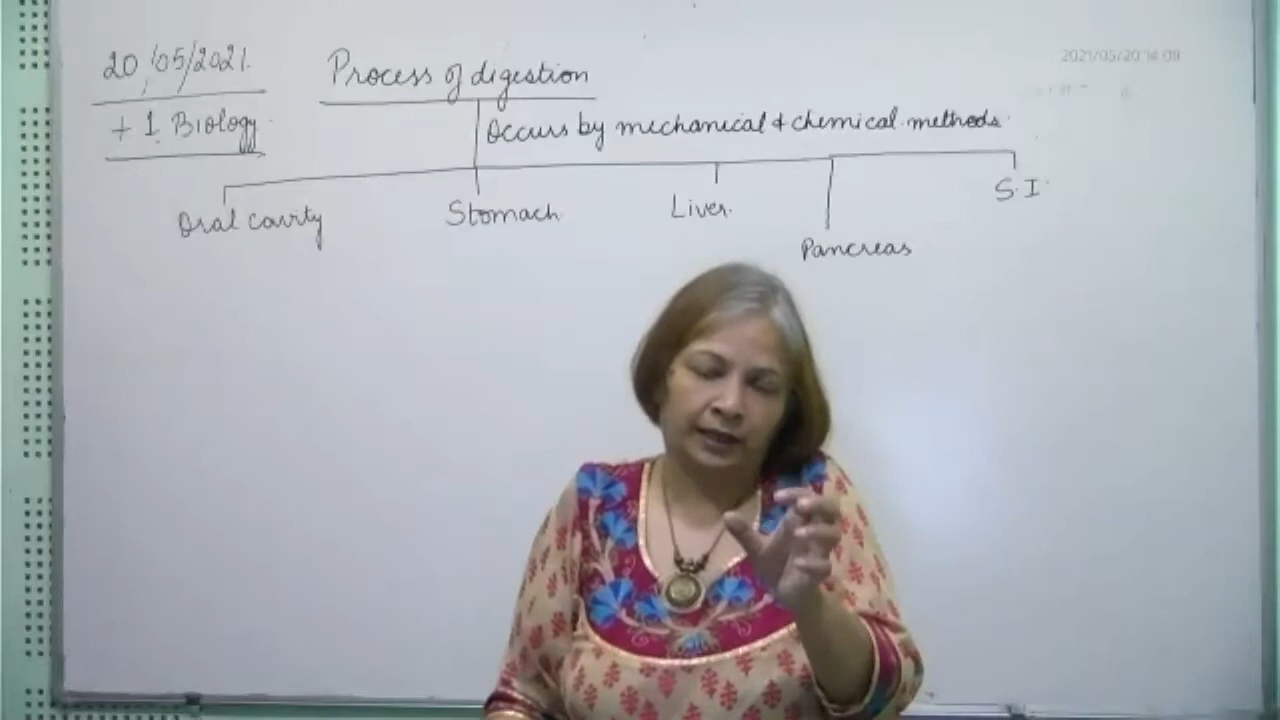 20/05/2021.
Process of digestion
2021/05/20 14:09
+ 1 Biology
Occurs by mechanical & chemical methods.
Oral cavity
Stomach
Liver.
Pancreas
S.I